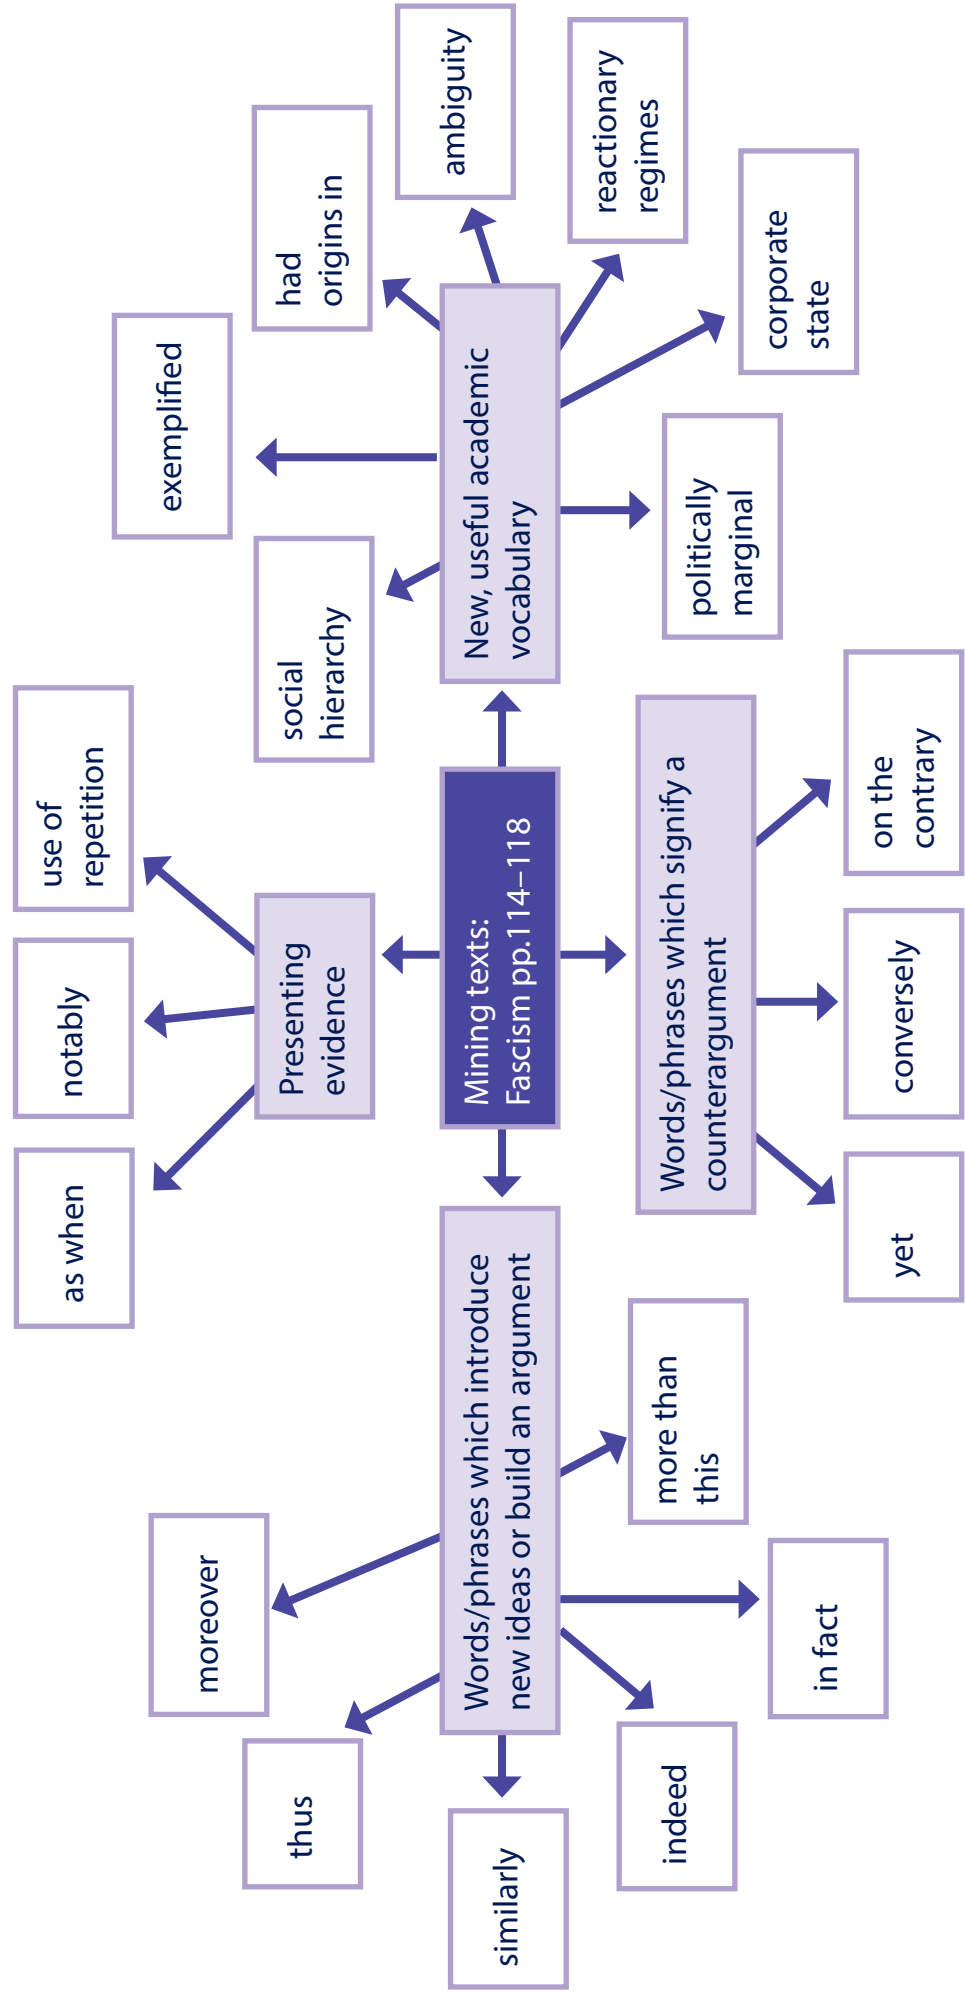 as when
notably
use of
repetition
Presenting
evidence
exemplified
had
origins in
social
hierarchy
ambiguity
moreover
thus
similarly
Words/phrases which introduce
new ideas or build an argument
Mining texts:
Fascism pp.114–118
New, useful academic
vocabulary
reactionary
regimes
indeed
in fact
more than
this
Words/phrases which signify a
counterargument
politically
marginal
corporate
state
yet
conversely
on the
contrary